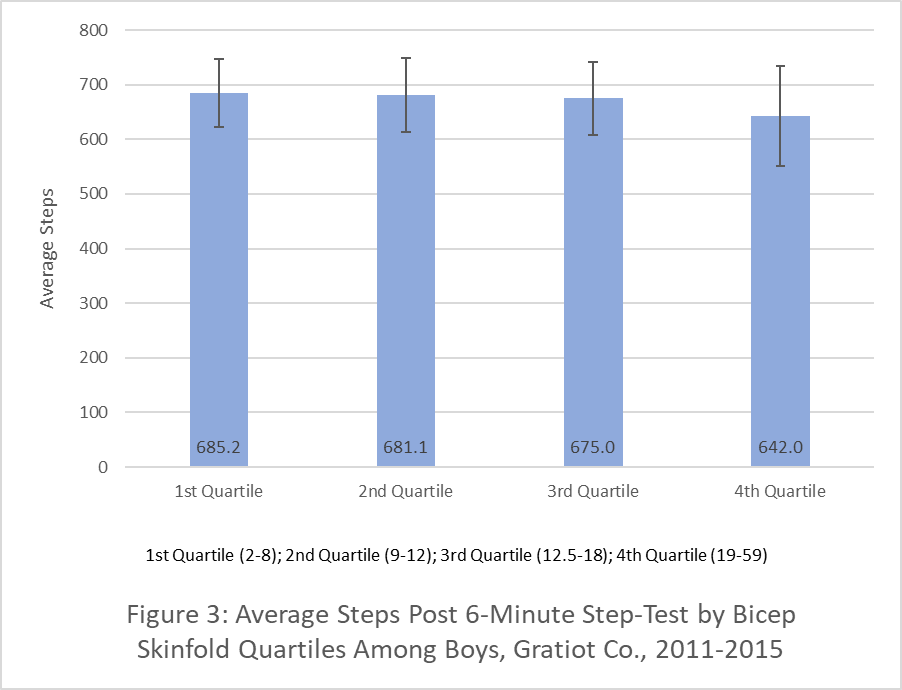 800
700
600
500
400
300
200
100
0
Average Steps
685.2 681.1 675.0 642.0
1st Quartile 2nd Quartile 3rd Quartile 4th Quartile
1st Quartile (2-8); 2nd Quartile (9-12); 3rd Quartile (12.5-18); 4th Quartile (19-59)
Figure 3: Average Steps Post 6-Minute Step-Test by Bicep
Skinfold Quartiles Among Boys, Gratiot Co., 2011-2015